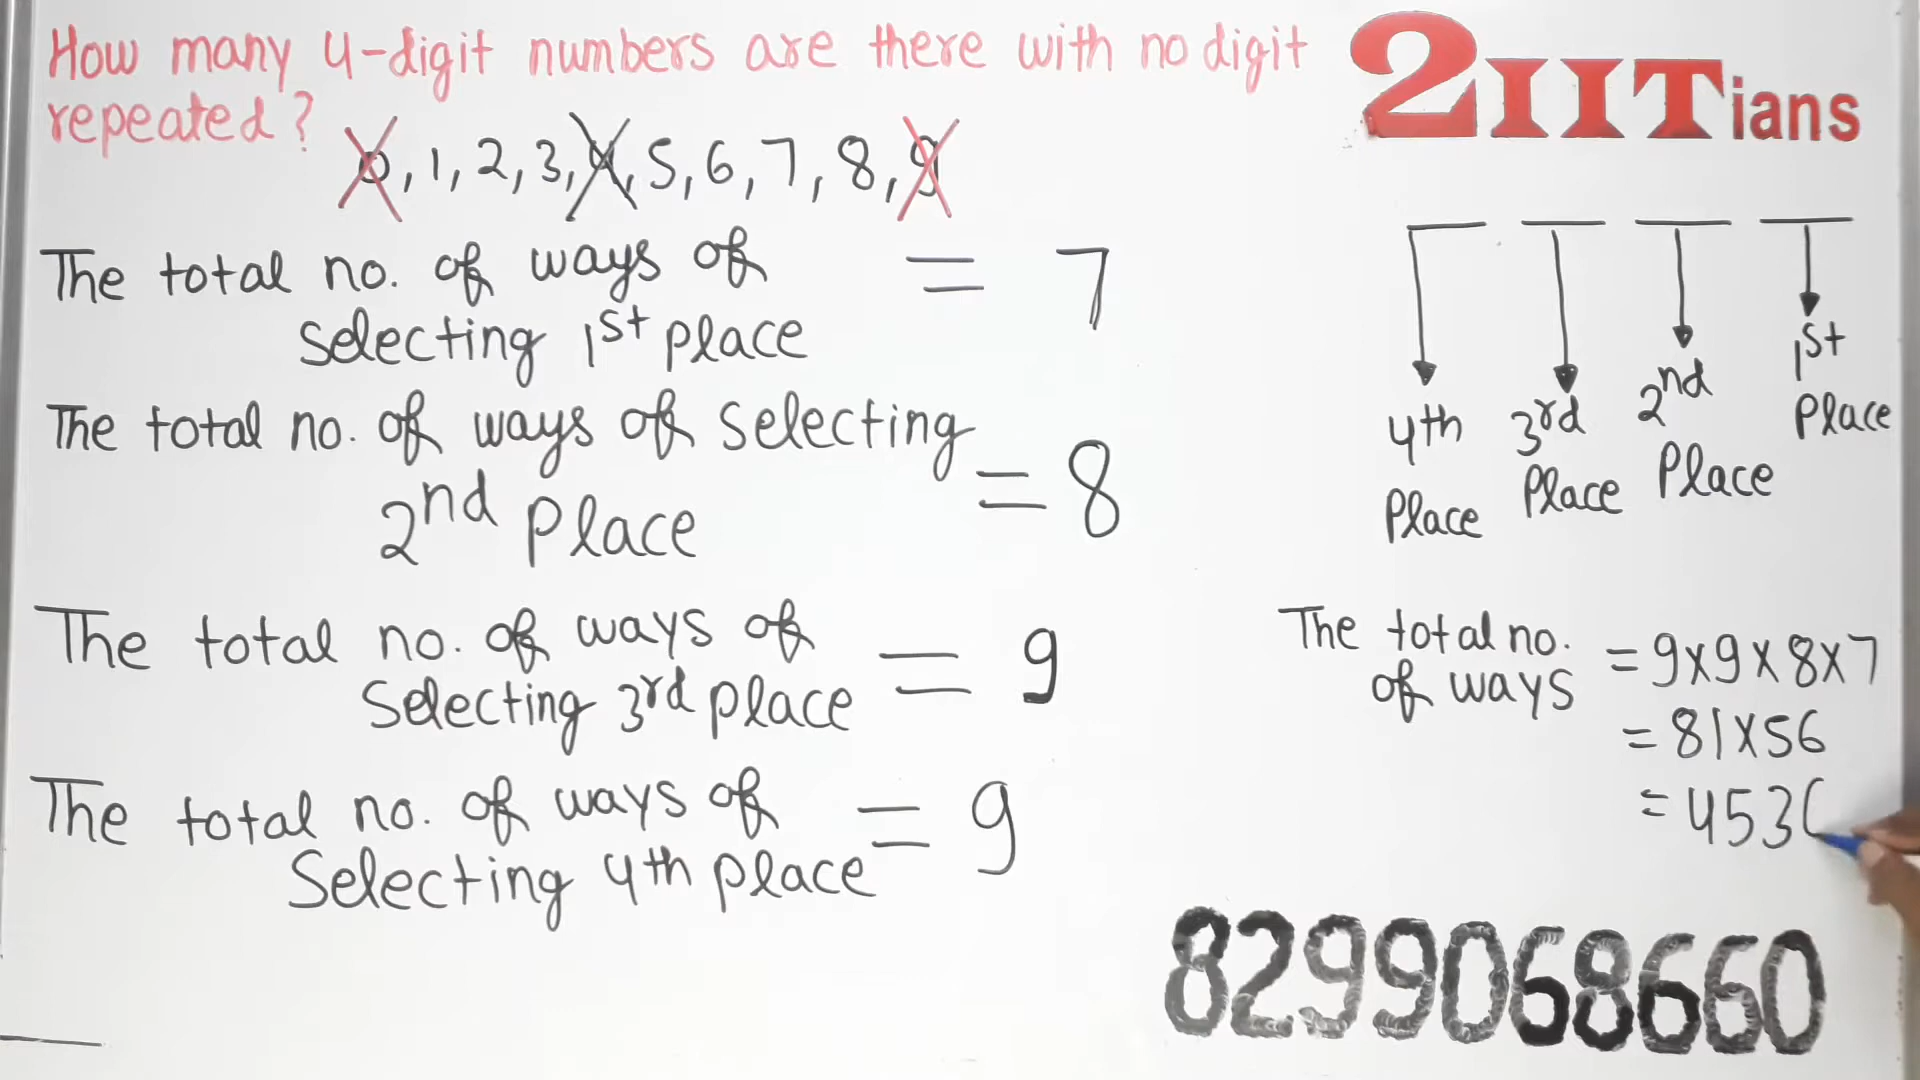 How many 4-digit numbers are there with no digit
repeated?
0, 1, 2, 3, 4, 5, 6, 7, 8, 9
2IITians
The total no. of ways of
selecting 1st place = 7
The total no. of ways of selecting
2nd place = 8
The total no. of ways of
Selecting 3rd place = 9
The total no. of ways of
Selecting 4th place = 9
4th Place
3rd Place
2nd Place
1st Place
The total no.
of ways = 9x9x8x7
= 81x56
= 453
8299068660